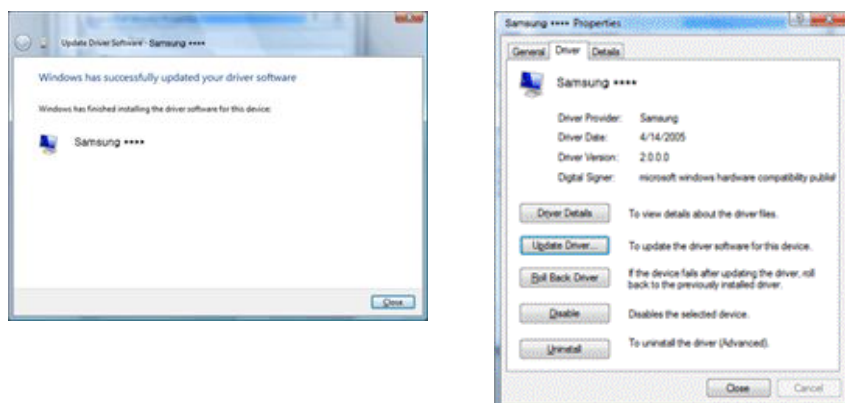 Update Driver Software - Samsung ****
Windows has successfully updated your driver software
Windows has finished installing the driver software for this device:
Samsung ****
Close
Samsung **** Properties
General Driver Details
Samsung ****
Driver Provider: Samsung
Driver Date: 4/14/2005
Driver Version: 2.0.0.0
Digital Signer: microsoft windows hardware compatibility publis
Driver Details To view details about the driver files.
Update Driver... To update the driver software for this device.
Roll Back Driver If the device fails after updating the driver, roll
back to the previously installed driver.
Disable Disables the selected device.
Uninstall To uninstall the driver (Advanced).
Close Cancel